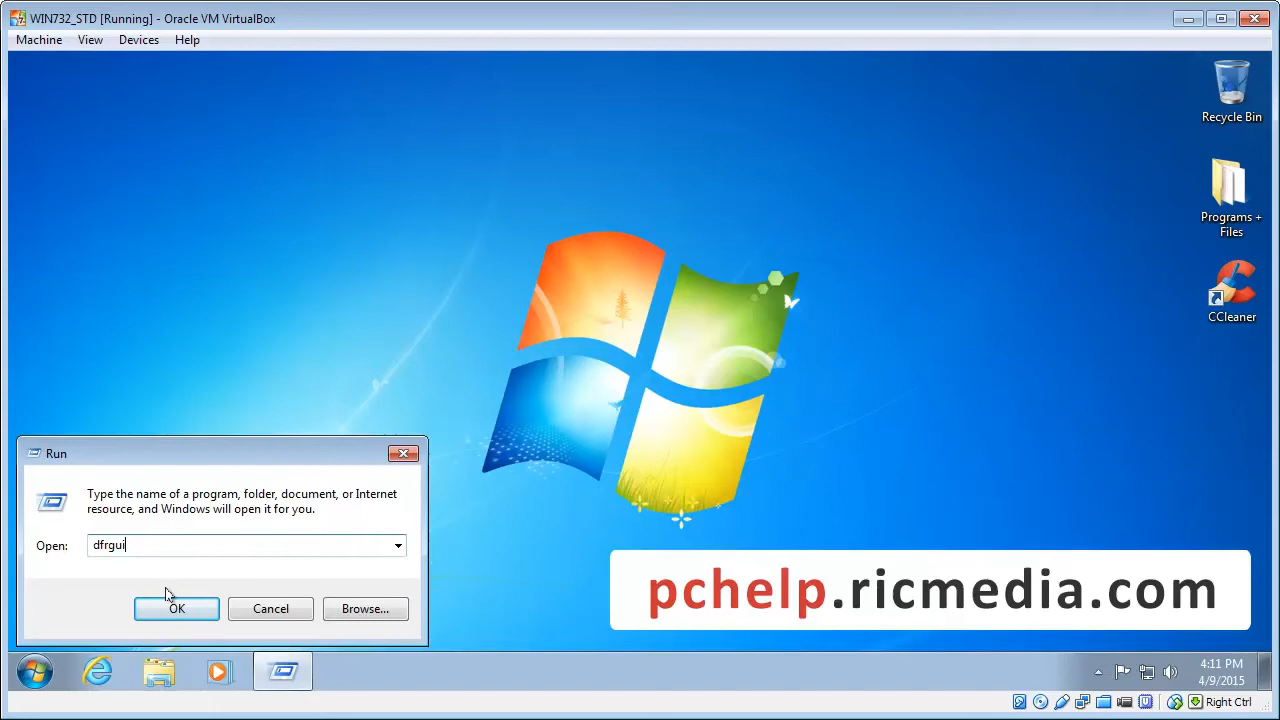 WIN732_STD [Running] - Oracle VM VirtualBox
Machine View Devices Help
Recycle Bin
Programs +
Files
CCleaner
Run
Type the name of a program, folder, document, or Internet
resource, and Windows will open it for you.
Open: dfrgui
OK Cancel Browse...
pchelp.ricmedia.com
4:11 PM
4/9/2015
Right Ctrl